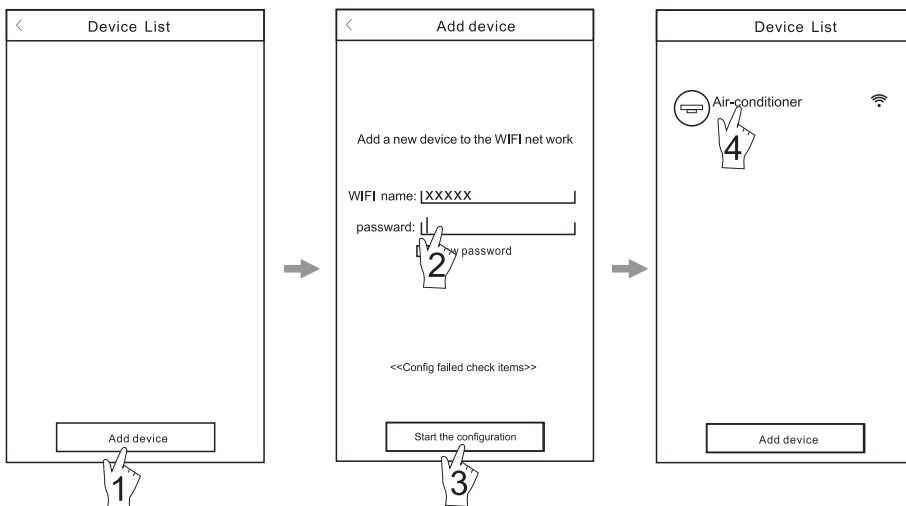 Device List
Add device
1
Add device
Add a new device to the WIFI net work
WIFI name: XXXXX
passward:
password
2
<<Config failed check items>>
Start the configuration
3
Device List
Air-conditioner
4
Add device